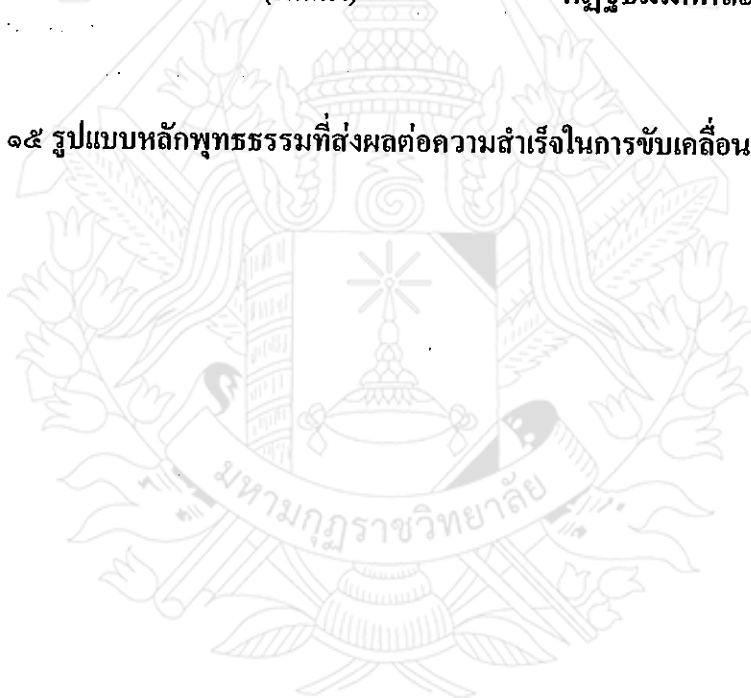 ๑๕ รูปแบบหลักพุทธธรรมที่ส่งผลต่อความสำเร็จในการขับเคลื่อน
มหามกุฏราชวิทยาลัย